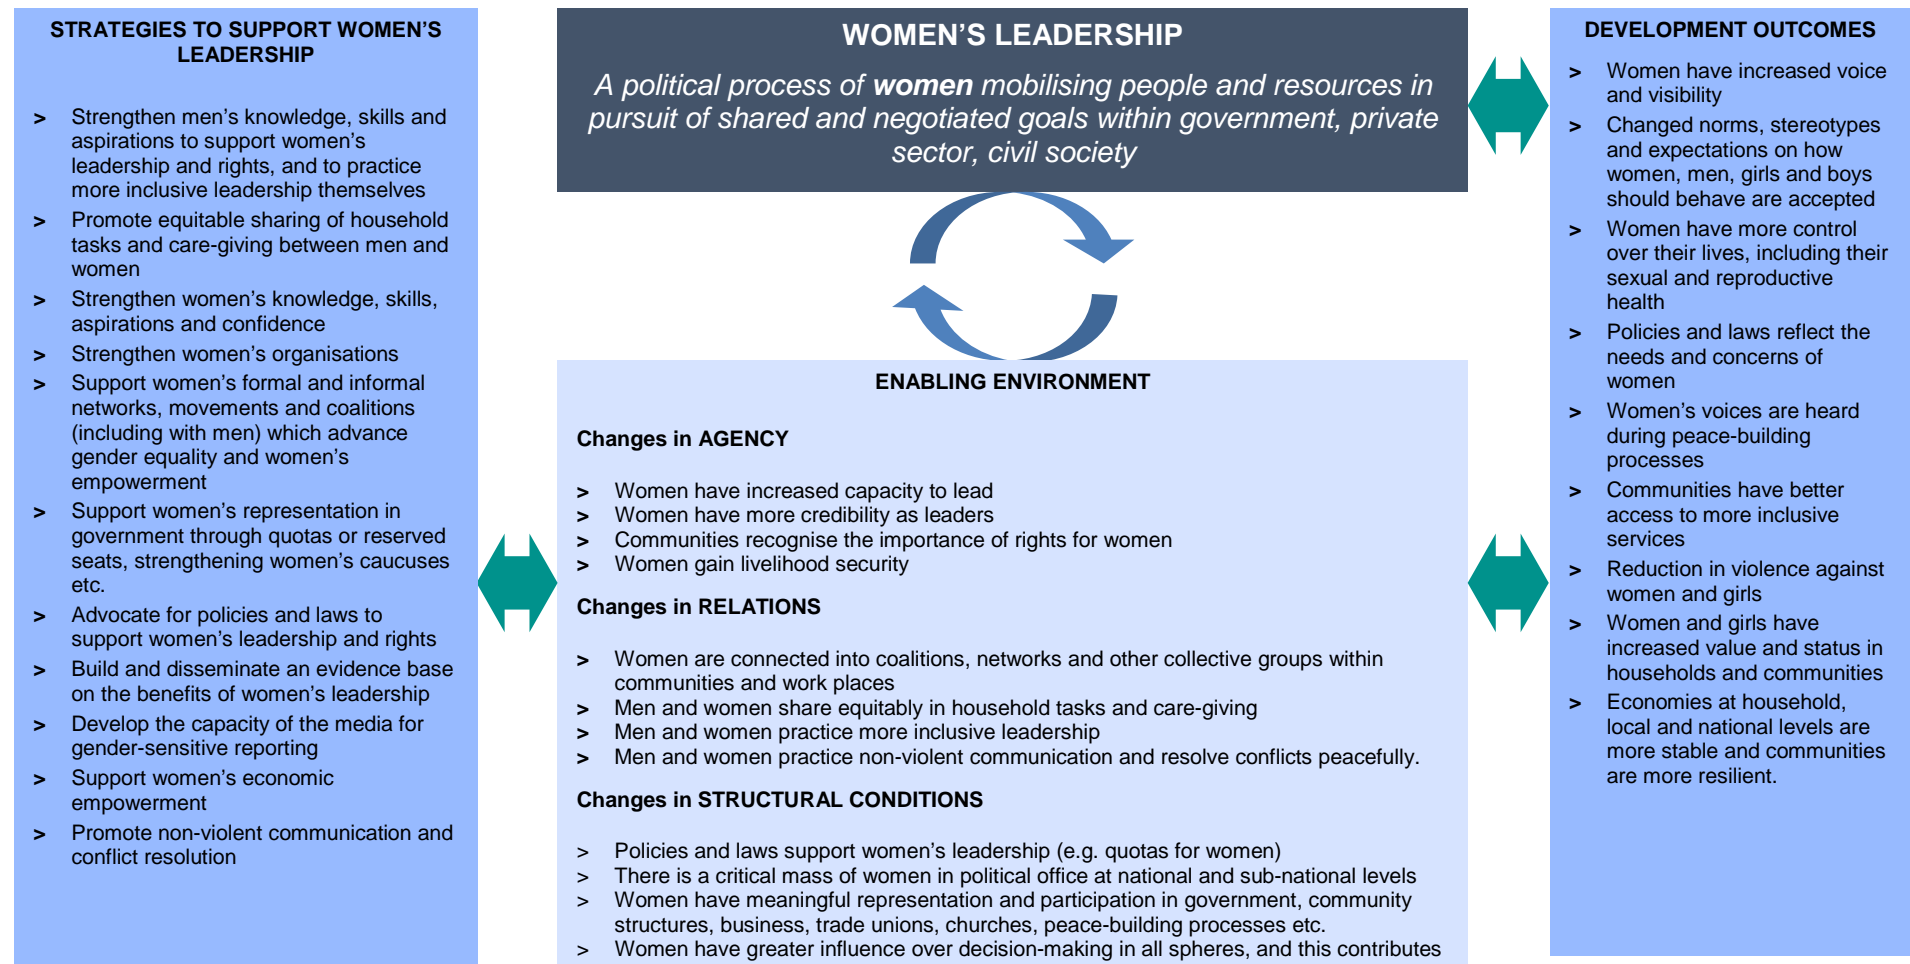 STRATEGIES TO SUPPORT WOMEN'S
LEADERSHIP
> Strengthen men's knowledge, skills and
aspirations to support women's
leadership and rights, and to practice
more inclusive leadership themselves
> Promote equitable sharing of household
tasks and care-giving between men and
women
> Strengthen women's knowledge, skills,
aspirations and confidence
> Strengthen women's organisations
> Support women's formal and informal
networks, movements and coalitions
(including with men) which advance
gender equality and women's
empowerment
> Support women's representation in
government through quotas or reserved
seats, strengthening women's caucuses
etc.
> Advocate for policies and laws to
support women's leadership and rights
> Build and disseminate an evidence base
on the benefits of women's leadership
> Develop the capacity of the media for
gender-sensitive reporting
> Support women's economic
empowerment
> Promote non-violent communication and
conflict resolution
WOMEN'S LEADERSHIP
A political process of women mobilising people and resources in
pursuit of shared and negotiated goals within government, private
sector, civil society
ENABLING ENVIRONMENT
Changes in AGENCY
> Women have increased capacity to lead
> Women have more credibility as leaders
> Communities recognise the importance of rights for women
> Women gain livelihood security
Changes in RELATIONS
> Women are connected into coalitions, networks and other collective groups within
communities and work places
> Men and women share equitably in household tasks and care-giving
> Men and women practice more inclusive leadership
> Men and women practice non-violent communication and resolve conflicts peacefully.
Changes in STRUCTURAL CONDITIONS
> Policies and laws support women's leadership (e.g. quotas for women)
> There is a critical mass of women in political office at national and sub-national levels
> Women have meaningful representation and participation in government, community
structures, business, trade unions, churches, peace-building processes etc.
> Women have greater influence over decision-making in all spheres, and this contributes
DEVELOPMENT OUTCOMES
> Women have increased voice
and visibility
> Changed norms, stereotypes
and expectations on how
women, men, girls and boys
should behave are accepted
> Women have more control
over their lives, including their
sexual and reproductive
health
> Policies and laws reflect the
needs and concerns of
women
> Women's voices are heard
during peace-building
processes
> Communities have better
access to more inclusive
services
> Reduction in violence against
women and girls
> Women and girls have
increased value and status in
households and communities
> Economies at household,
local and national levels are
more stable and communities
are more resilient.